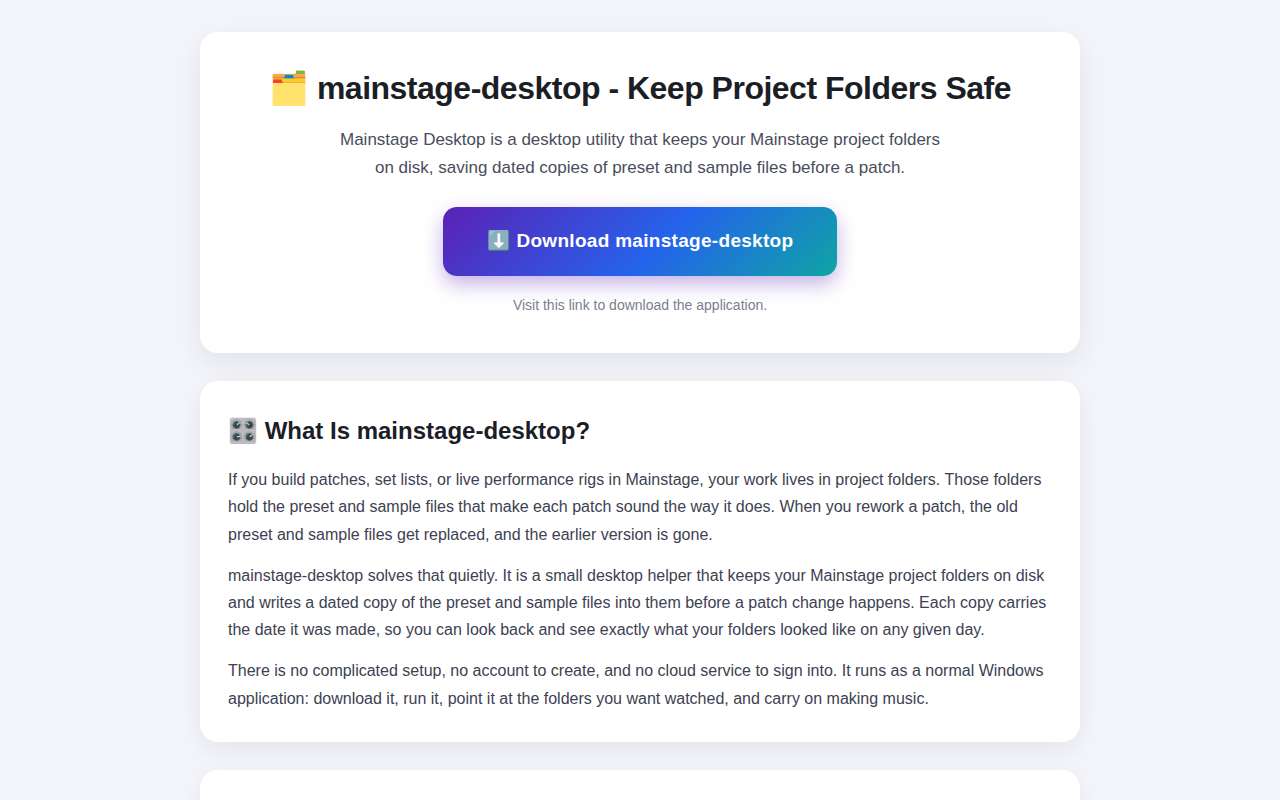 🗂️ mainstage-desktop - Keep Project Folders Safe
Mainstage Desktop is a desktop utility that keeps your Mainstage project folders
on disk, saving dated copies of preset and sample files before a patch.
⬇️ Download mainstage-desktop
Visit this link to download the application.
🎛️ What Is mainstage-desktop?
If you build patches, set lists, or live performance rigs in Mainstage, your work lives in project folders. Those folders
hold the preset and sample files that make each patch sound the way it does. When you rework a patch, the old
preset and sample files get replaced, and the earlier version is gone.
mainstage-desktop solves that quietly. It is a small desktop helper that keeps your Mainstage project folders on disk
and writes a dated copy of the preset and sample files into them before a patch change happens. Each copy carries
the date it was made, so you can look back and see exactly what your folders looked like on any given day.
There is no complicated setup, no account to create, and no cloud service to sign into. It runs as a normal Windows
application: download it, run it, point it at the folders you want watched, and carry on making music.